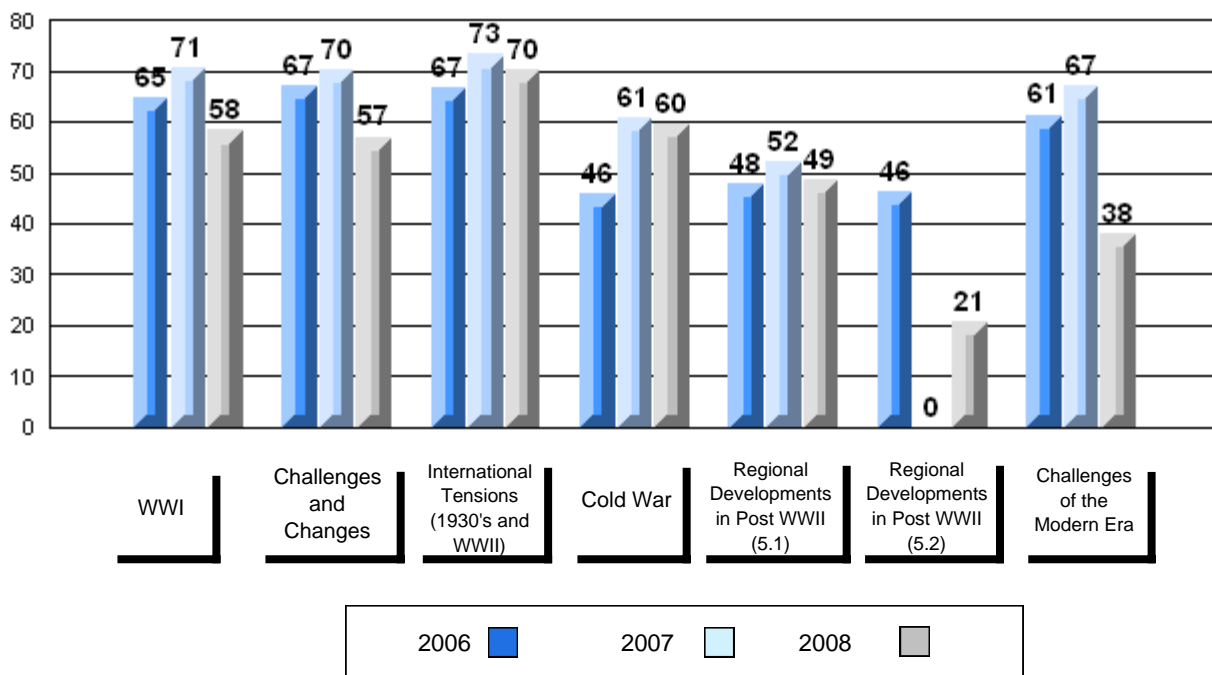 80
70
60
50
40
30
20
10
0
65
71
58
67
70
57
67
73
70
46
61
60
48
52
49
46
0
21
61
67
38
WWI
Challenges
and
Changes
International
Tensions
(1930's and
WWII)
Cold War
Regional
Developments
in Post WWII
(5.1)
Regional
Developments
in Post WWII
(5.2)
Challenges
of the
Modern Era
2006 2007 2008